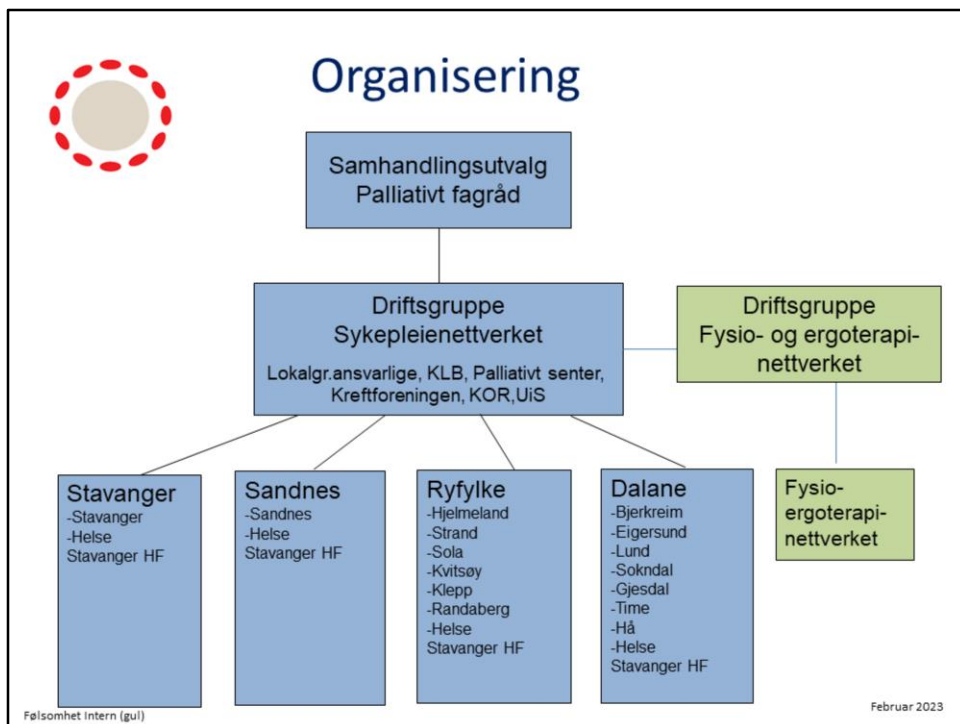 Organisering
Samhandlingsutvalg
Palliativt fagråd
Driftsgruppe
Sykepleienettverket
Lokalgr.ansvarlige, KLB, Palliativt senter,
Kreftforeningen, KOR,UiS
Driftsgruppe
Fysio- og ergoterapi-
nettverket
Stavanger
-Stavanger
-Helse
Stavanger HF
Sandnes
-Sandnes
-Helse
Stavanger HF
Ryfylke
-Hjelmeland
-Strand
-Sola
-Kvitsøy
-Klepp
-Randaberg
-Helse
Stavanger HF
Dalane
-Bjerkreim
-Eigersund
-Lund
-Sokndal
-Gjesdal
-Time
-Hå
-Helse
Stavanger HF
Fysio-
ergoterapi-
nettverket
Følsomhet Intern (gul)
Februar 2023